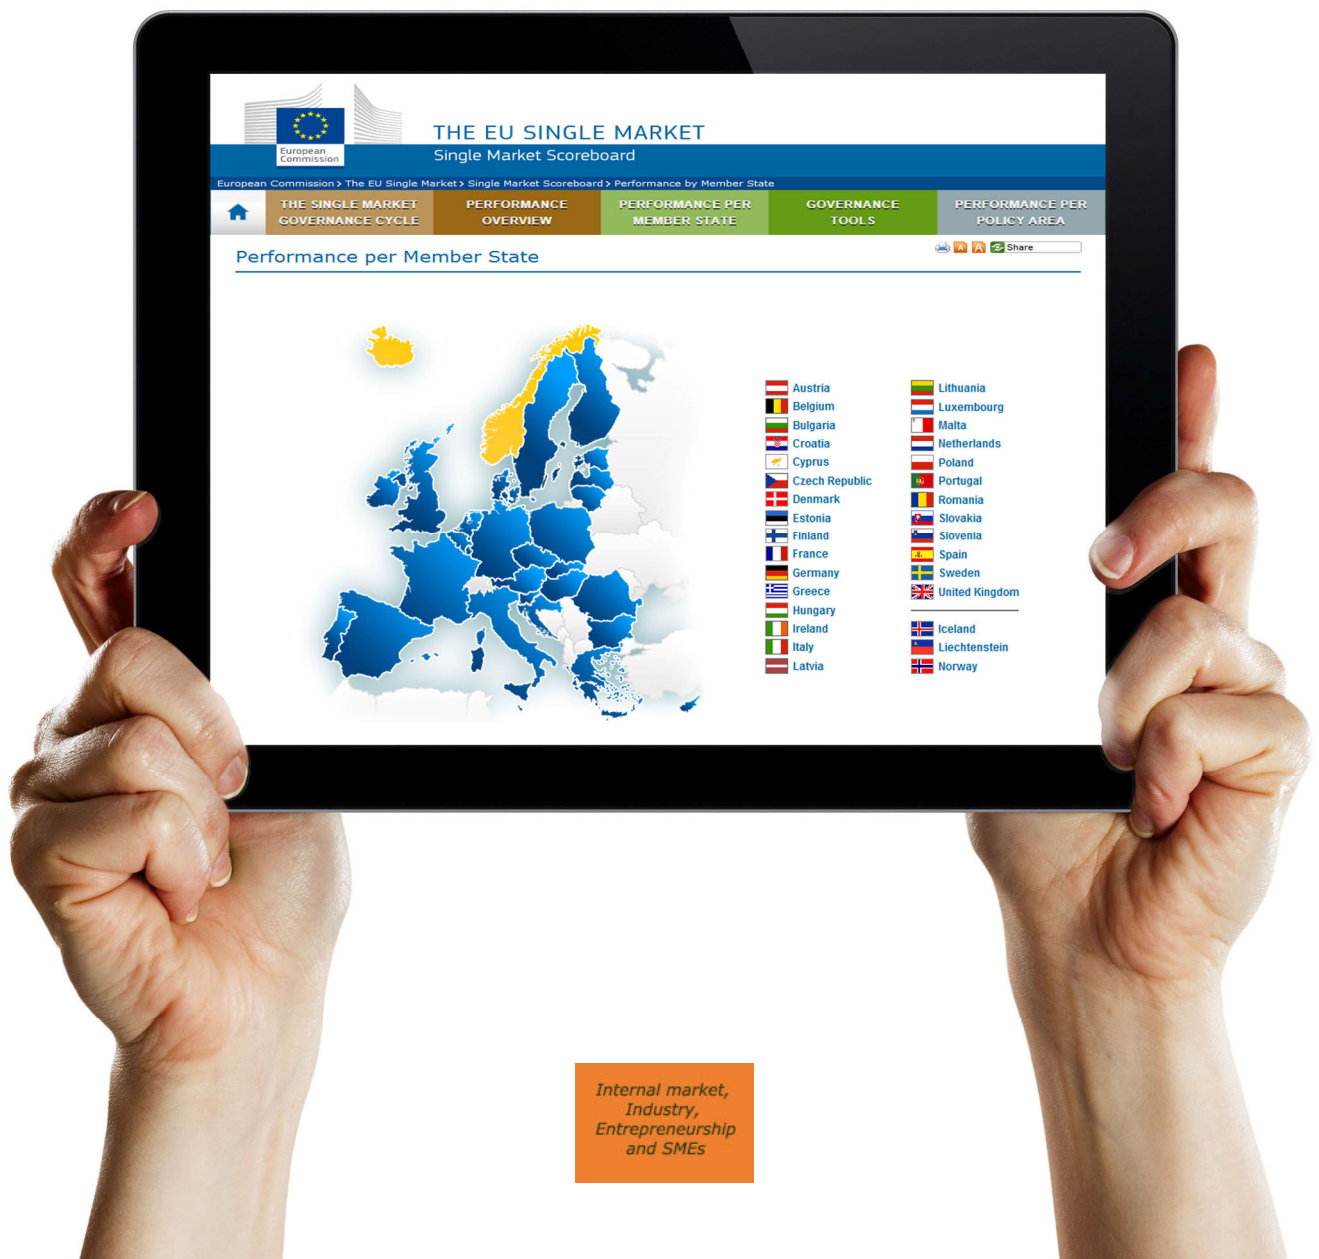 European
Commission
THE EU SINGLE MARKET
Single Market Scoreboard
European Commission > The EU Single Market > Single Market Scoreboard > Performance by Member State
THE SINGLE MARKET
GOVERNANCE CYCLE
PERFORMANCE
OVERVIEW
PERFORMANCE PER
MEMBER STATE
GOVERNANCE
TOOLS
PERFORMANCE PER
POLICY AREA
A A Share
Performance per Member State
Austria
Belgium
Bulgaria
Croatia
Cyprus
Czech Republic
Denmark
Estonia
Finland
France
Germany
Greece
Hungary
Ireland
Italy
Latvia
Lithuania
Luxembourg
Malta
Netherlands
Poland
Portugal
Romania
Slovakia
Slovenia
Spain
Sweden
United Kingdom
Iceland
Liechtenstein
Norway
Internal market,
Industry,
Entrepreneurship
and SMEs